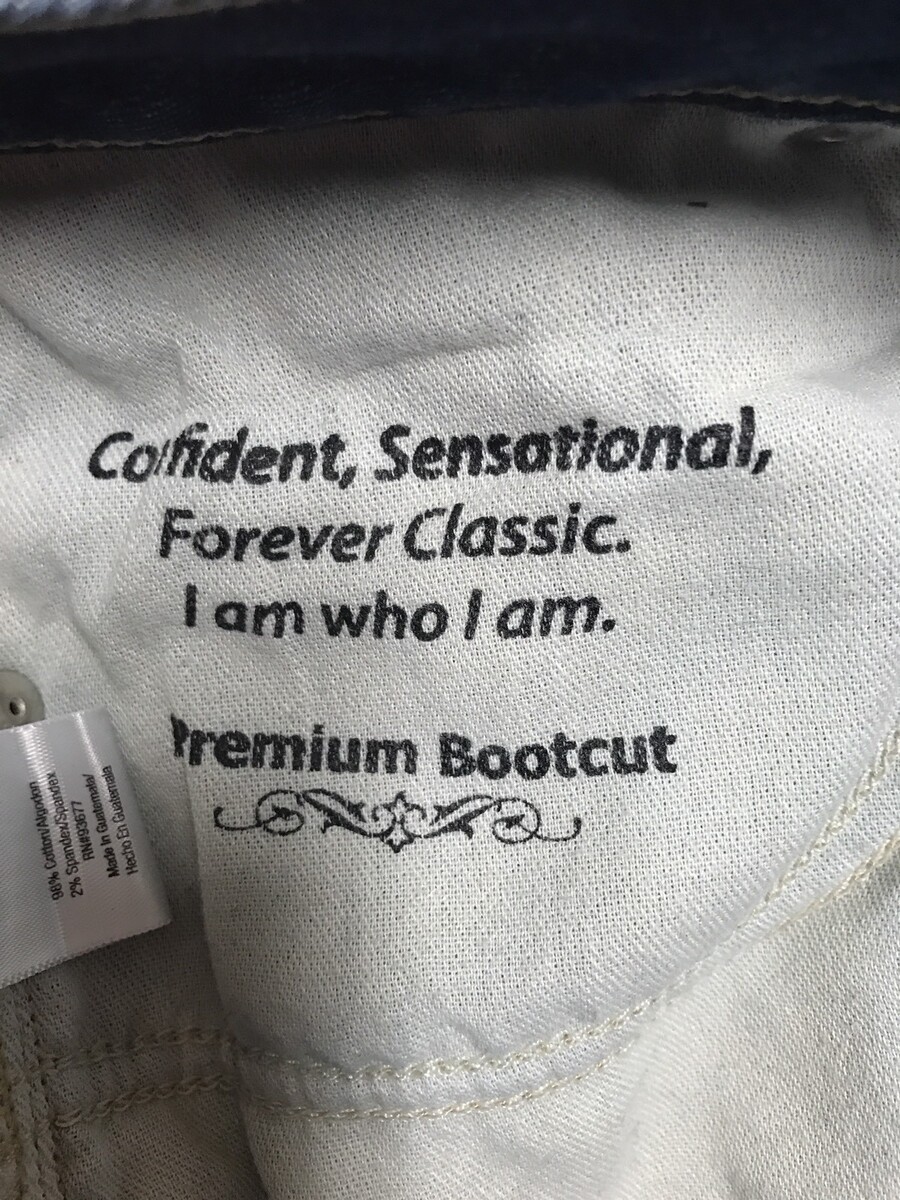 Confident, Sensational,
Forever Classic.
I am who I am.
Premium Bootcut
98% Cotton/Algodon
2% Spandex/Spandex
RN#93677
Made In Guatemala/
Hecho En Guatemala